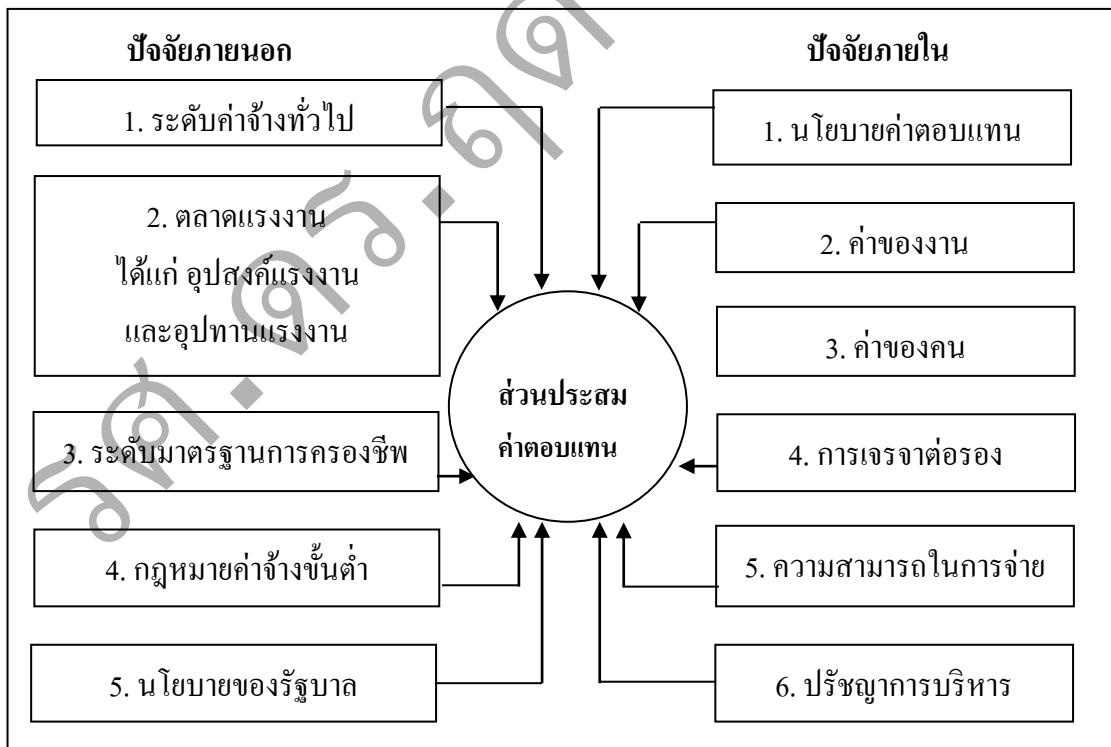 ปัจจัยภายนอก
1. ระดับค่าจ้างทั่วไป
2. ตลาดแรงงาน
ได้แก่ อุปสงค์แรงงาน
และอุปทานแรงงาน
3. ระดับมาตรฐานการครองชีพ
4. กฎหมายค่าจ้างขั้นต่ำ
5. นโยบายของรัฐบาล
ส่วนประสม
ค่าตอบแทน
ปัจจัยภายใน
1. นโยบายค่าตอบแทน
2. ค่าของงาน
3. ค่าของคน
4. การเจรจาต่อรอง
5. ความสามารถในการจ่าย
6. ปรัชญาการบริหาร
รศ.ดร.ฤด